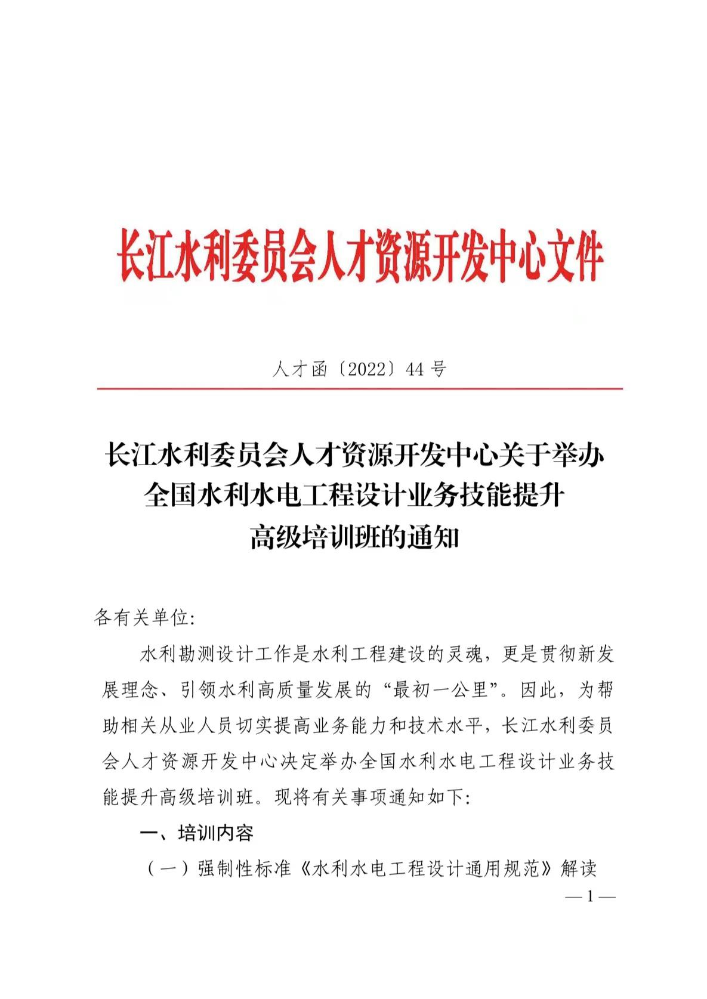 长江水利委员会人才资源开发中心文件
人才函〔2022〕44 号
长江水利委员会人才资源开发中心关于举办
全国水利水电工程设计业务技能提升
高级培训班的通知
各有关单位：
水利勘测设计工作是水利工程建设的灵魂，更是贯彻新发
展理念、引领水利高质量发展的“最初一公里”。因此，为帮
助相关从业人员切实提高业务能力和技术水平，长江水利委员
会人才资源开发中心决定举办全国水利水电工程设计业务技
能提升高级培训班。现将有关事项通知如下：
一、培训内容
（一）强制性标准《水利水电工程设计通用规范》解读
— 1 —